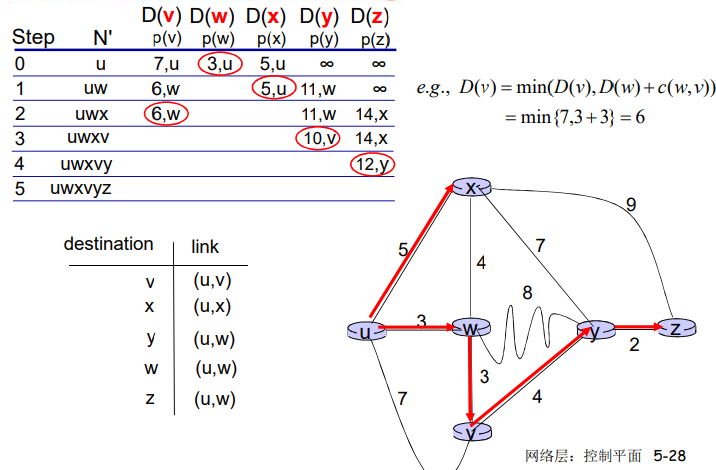 D(v) D(w) D(x) D(y) D(z)
Step N' p(v) p(w) p(x) p(y) p(z)
0 u 7,u 3,u 5,u ∞ ∞
1 uw 6,w 5,u 11,w ∞
2 uwx 6,w 11,w 14,x
3 uwxv 10,v 14,x
4 uwxvy 12,y
5 uwxvyz
e.g., D(v) = min(D(v), D(w) + c(w,v))
= min{7,3+3} = 6
destination link
v (u,v)
x (u,x)
y (u,w)
w (u,w)
z (u,w)
x
9
5
7
4
8
u
3
w
y
z
2
3
7
4
v
网络层：控制平面 5-28